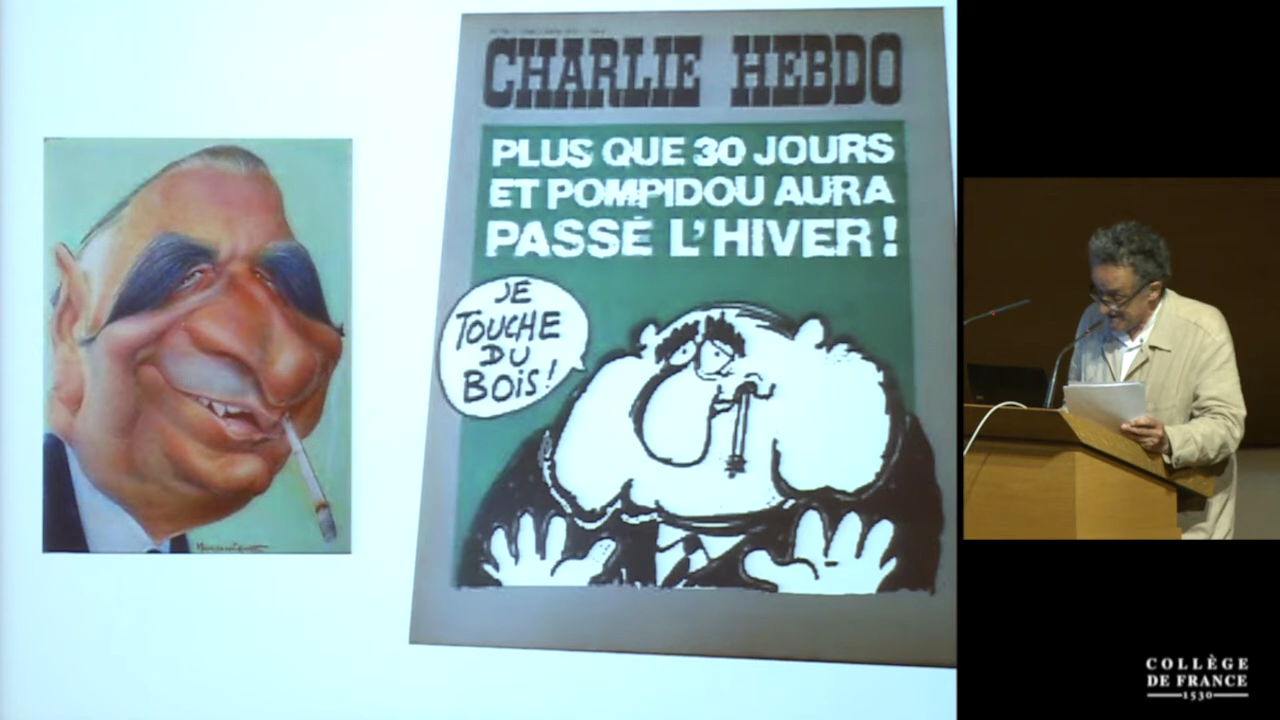 CHARLIE HEBDO
PLUS QUE 30 JOURS
ET POMPIDOU AURA
PASSÉ L'HIVER !
JE
TOUCHE
DU
BOIS !
COLLÈGE
DE FRANCE
1530